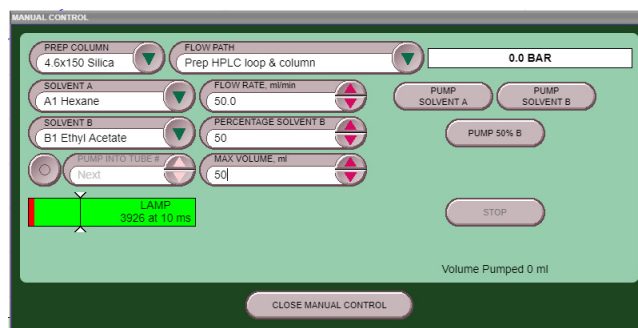 MANUAL CONTROL
PREP COLUMN
4.6x150 Silica
FLOW PATH
Prep HPLC loop & column
0.0 BAR
SOLVENT A
A1 Hexane
FLOW RATE, ml/min
50.0
PUMP
SOLVENT A
PUMP
SOLVENT B
SOLVENT B
B1 Ethyl Acetate
PERCENTAGE SOLVENT B
50
PUMP 50% B
PUMP INTO TUBE #
Next
MAX VOLUME, ml
50
LAMP
3926 at 10 ms
STOP
Volume Pumped 0 ml
CLOSE MANUAL CONTROL